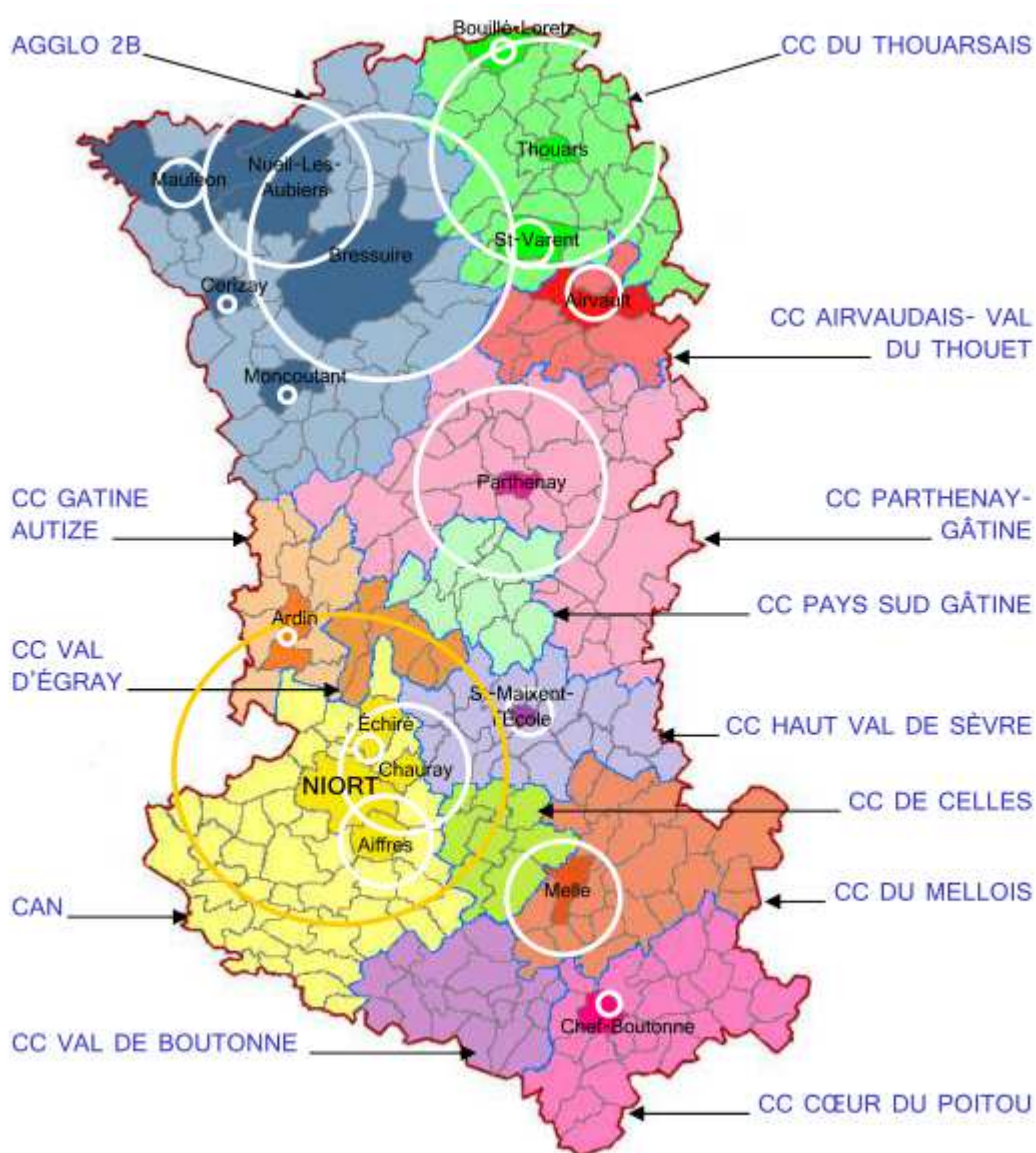 Bouillé-Loretz
AGGLO 2B
CC DU THOUARSAIS
Thouars
Nueil-Les-
Aubiers
Mauléon
St-Varent
Bressuire
Cerizay
Airvault
CC AIRVAUDAIS- VAL
DU THOUET
Moncoutant
Parthenay
CC GATINE
AUTIZE
CC PARTHENAY-
GÂTINE
CC PAYS SUD GÂTINE
Ardin
CC VAL
D'ÉGRAY
St-Maixent-
l'École
Échiré
CC HAUT VAL DE SÈVRE
Chauray
NIORT
CC DE CELLES
Aiffres
Melle
CAN
CC DU MELLOIS
Chef-Boutonne
CC VAL DE BOUTONNE
CC CŒUR DU POITOU